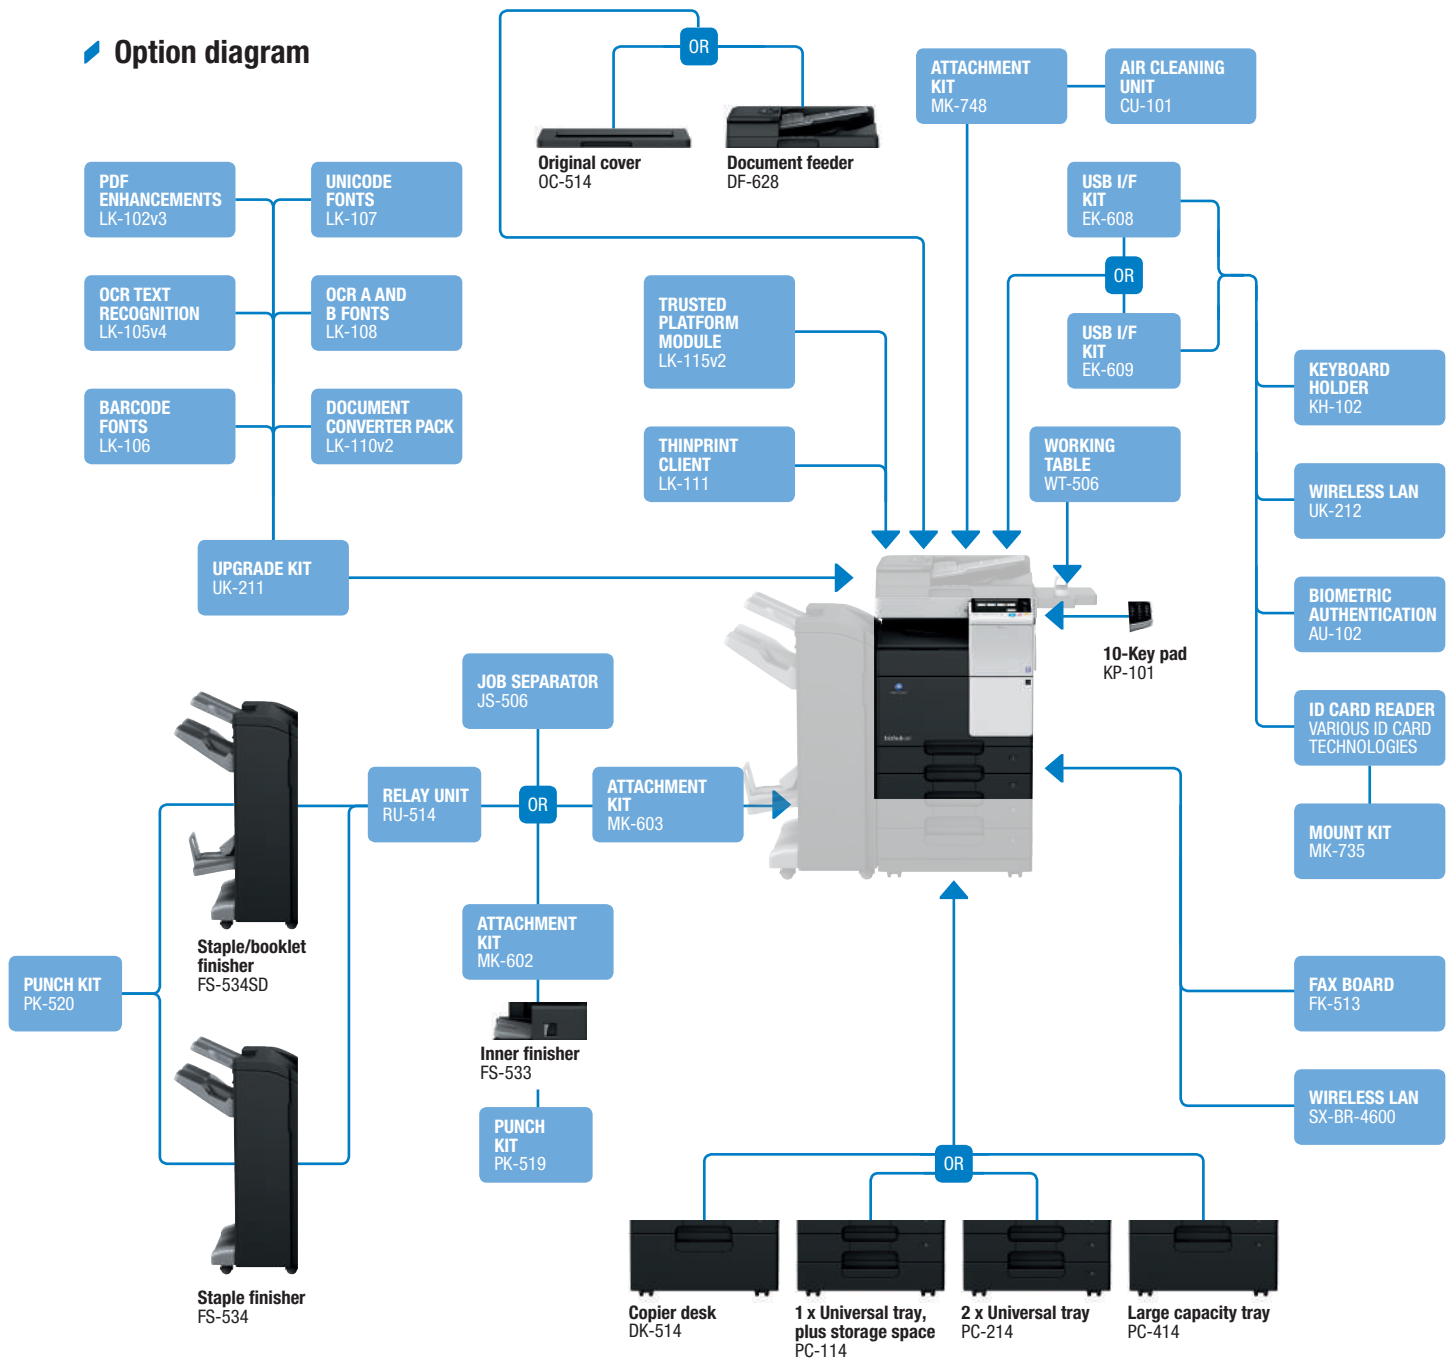 Option diagram
OR
ATTACHMENT
KIT
MK-748
AIR CLEANING
UNIT
CU-101
Original cover
OC-514
Document feeder
DF-628
PDF
ENHANCEMENTS
LK-102v3
UNICODE
FONTS
LK-107
USB I/F
KIT
EK-608
OR
OCR TEXT
RECOGNITION
LK-105v4
OCR A AND
B FONTS
LK-108
TRUSTED
PLATFORM
MODULE
LK-115v2
USB I/F
KIT
EK-609
KEYBOARD
HOLDER
KH-102
BARCODE
FONTS
LK-106
DOCUMENT
CONVERTER PACK
LK-110v2
THINPRINT
CLIENT
LK-111
WORKING
TABLE
WT-506
WIRELESS LAN
UK-212
UPGRADE KIT
UK-211
BIOMETRIC
AUTHENTICATION
AU-102
10-Key pad
KP-101
JOB SEPARATOR
JS-506
ID CARD READER
VARIOUS ID CARD
TECHNOLOGIES
RELAY UNIT
RU-514
OR
ATTACHMENT
KIT
MK-603
MOUNT KIT
MK-735
ATTACHMENT
KIT
MK-602
Staple/booklet
finisher
FS-534SD
PUNCH KIT
PK-520
FAX BOARD
FK-513
Inner finisher
FS-533
WIRELESS LAN
SX-BR-4600
PUNCH
KIT
PK-519
OR
Staple finisher
FS-534
Copier desk
DK-514
1 x Universal tray,
plus storage space
PC-114
2 x Universal tray
PC-214
Large capacity tray
PC-414